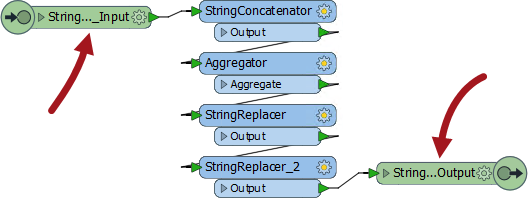 String..._Input
StringConcatenator
Output
Aggregator
Aggregate
StringReplacer
Output
StringReplacer_2
Output
String...Output